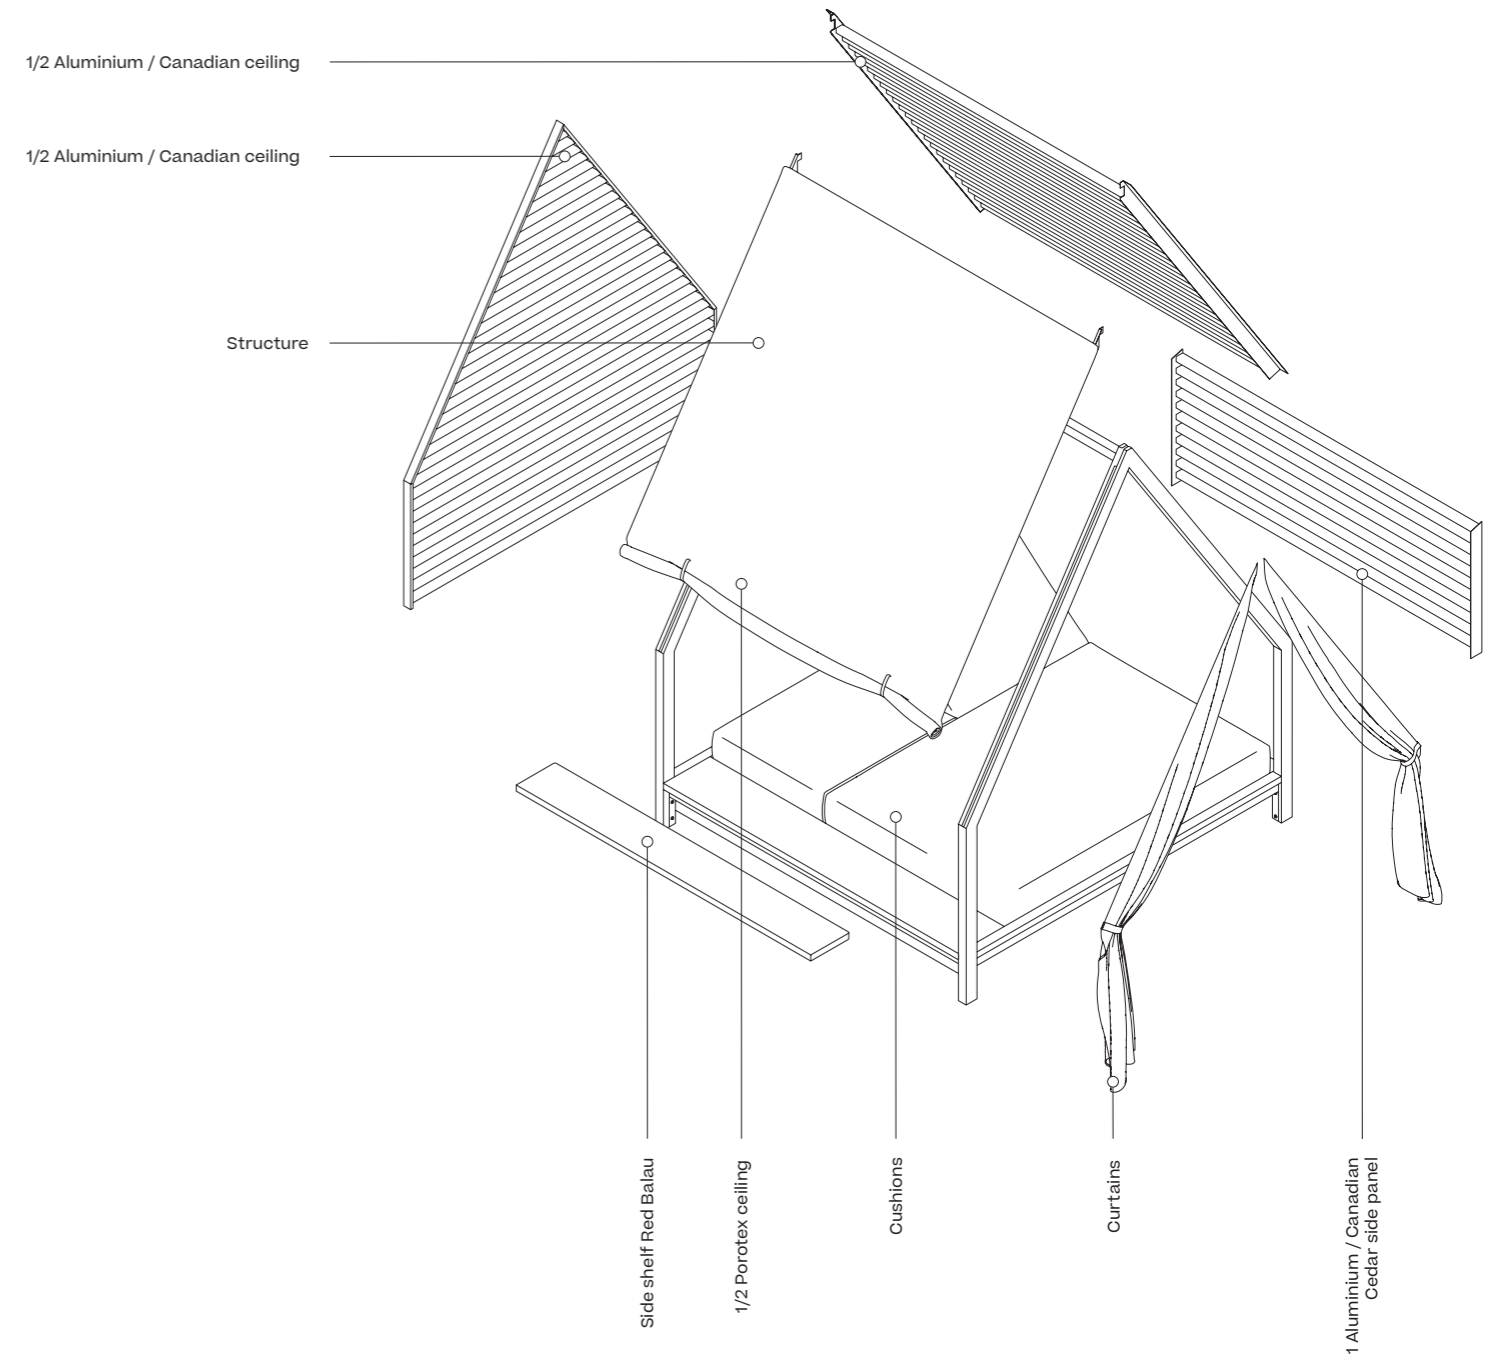 1/2 Aluminium / Canadian ceiling
1/2 Aluminium / Canadian ceiling
Structure
Side shelf Red Balau
1/2 Porotex ceiling
Cushions
Curtains
1 Aluminium / Canadian
Cedar side panel